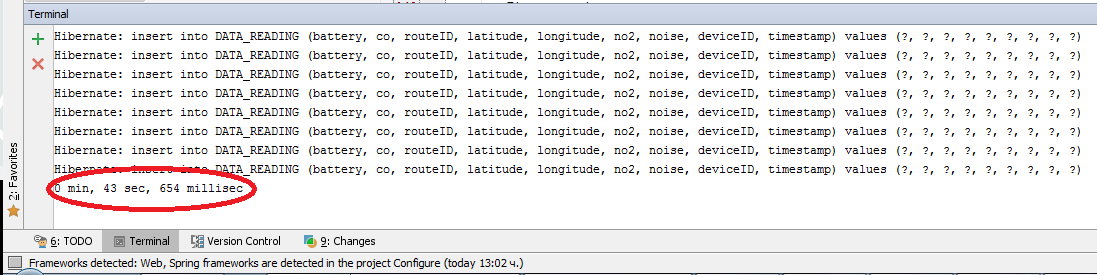 Terminal
Hibernate: insert into DATA_READING (battery, co, routeID, latitude, longitude, no2, noise, deviceID, timestamp) values (?, ?, ?, ?, ?, ?, ?, ?, ?)
Hibernate: insert into DATA_READING (battery, co, routeID, latitude, longitude, no2, noise, deviceID, timestamp) values (?, ?, ?, ?, ?, ?, ?, ?, ?)
Hibernate: insert into DATA_READING (battery, co, routeID, latitude, longitude, no2, noise, deviceID, timestamp) values (?, ?, ?, ?, ?, ?, ?, ?, ?)
Hibernate: insert into DATA_READING (battery, co, routeID, latitude, longitude, no2, noise, deviceID, timestamp) values (?, ?, ?, ?, ?, ?, ?, ?, ?)
Hibernate: insert into DATA_READING (battery, co, routeID, latitude, longitude, no2, noise, deviceID, timestamp) values (?, ?, ?, ?, ?, ?, ?, ?, ?)
Hibernate: insert into DATA_READING (battery, co, routeID, latitude, longitude, no2, noise, deviceID, timestamp) values (?, ?, ?, ?, ?, ?, ?, ?, ?)
Hibernate: insert into DATA_READING (battery, co, routeID, latitude, longitude, no2, noise, deviceID, timestamp) values (?, ?, ?, ?, ?, ?, ?, ?, ?)
Hibernate: insert into DATA_READING (battery, co, routeID, latitude, longitude, no2, noise, deviceID, timestamp) values (?, ?, ?, ?, ?, ?, ?, ?, ?)
0 min, 43 sec, 654 millisec
2: Favorites
6: TODO Terminal Version Control 9: Changes
Frameworks detected: Web, Spring frameworks are detected in the project Configure (today 13:02 ч.)